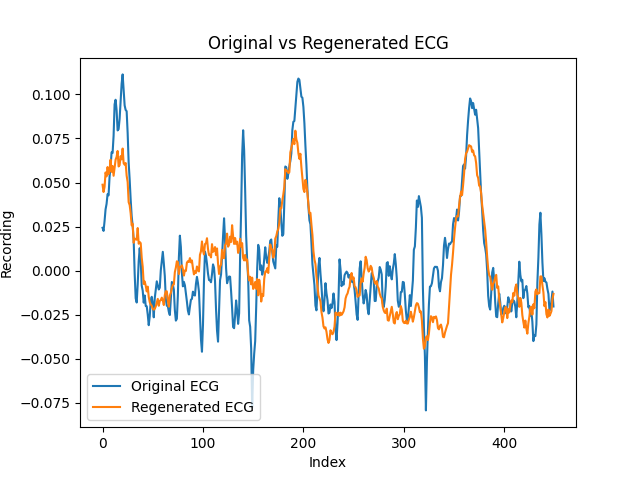 Original vs Regenerated ECG
Recording
0.100
0.075
0.050
0.025
0.000
−0.025
−0.050
−0.075
Original ECG
Regenerated ECG
0
100
200
300
400
Index